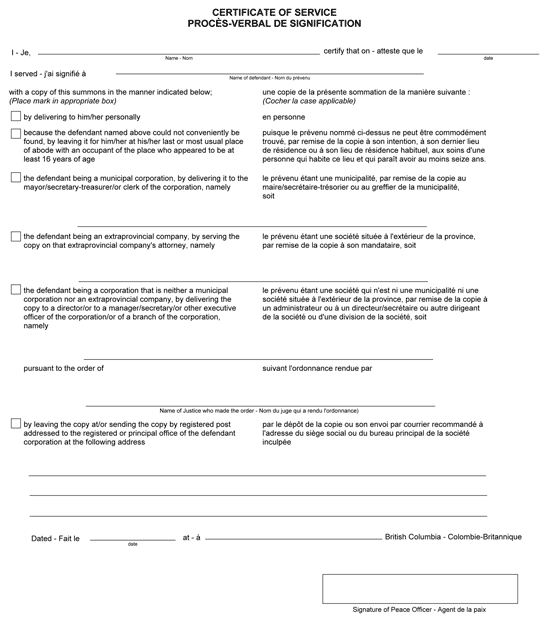 CERTIFICATE OF SERVICE
PROCÈS-VERBAL DE SIGNIFICATION
I - Je, certify that on - atteste que le
Name - Nom date
I served - j'ai signifié à
Name of defendant - Nom du prévenu
with a copy of this summons in the manner indicated below;
(Place mark in appropriate box)
une copie de la présente sommation de la manière suivante :
(Cocher la case applicable)
by delivering to him/her personally
en personne
because the defendant named above could not conveniently be
found, by leaving it for him/her at his/her last or most usual place
of abode with an occupant of the place who appeared to be at
least 16 years of age
puisque le prévenu nommé ci-dessus ne peut être commodément
trouvé, par remise de la copie à son intention, à son dernier lieu
de résidence ou à son lieu de résidence habituel, aux soins d'une
personne qui habite ce lieu et qui paraît avoir au moins seize ans.
the defendant being a municipal corporation, by delivering it to the
mayor/secretary-treasurer/or clerk of the corporation, namely
le prévenu étant une municipalité, par remise de la copie au
maire/secrétaire-trésorier ou au greffier de la municipalité,
soit
the defendant being an extraprovincial company, by serving the
copy on that extraprovincial company's attorney, namely
le prévenu étant une société située à l'extérieur de la province,
par remise de la copie à son mandataire, soit
the defendant being a corporation that is neither a municipal
corporation nor an extraprovincial company, by delivering the
copy to a director/or to a manager/secretary/or other executive
officer of the corporation/or of a branch of the corporation,
namely
le prévenu étant une société qui n'est ni une municipalité ni une
société située à l'extérieur de la province, par remise de la copie à
un administrateur ou à un directeur/secrétaire ou autre dirigeant
de la société ou d'une division de la société, soit
pursuant to the order of
suivant l'ordonnance rendue par
Name of Justice who made the order - Nom du juge qui a rendu l'ordonnance)
by leaving the copy at/or sending the copy by registered post
addressed to the registered or principal office of the defendant
corporation at the following address
par le dépôt de la copie ou son envoi par courrier recommandé à
l'adresse du siège social ou du bureau principal de la société
inculpée
Dated - Fait le at - à British Columbia - Colombie-Britannique
date
Signature of Peace Officer - Agent de la paix